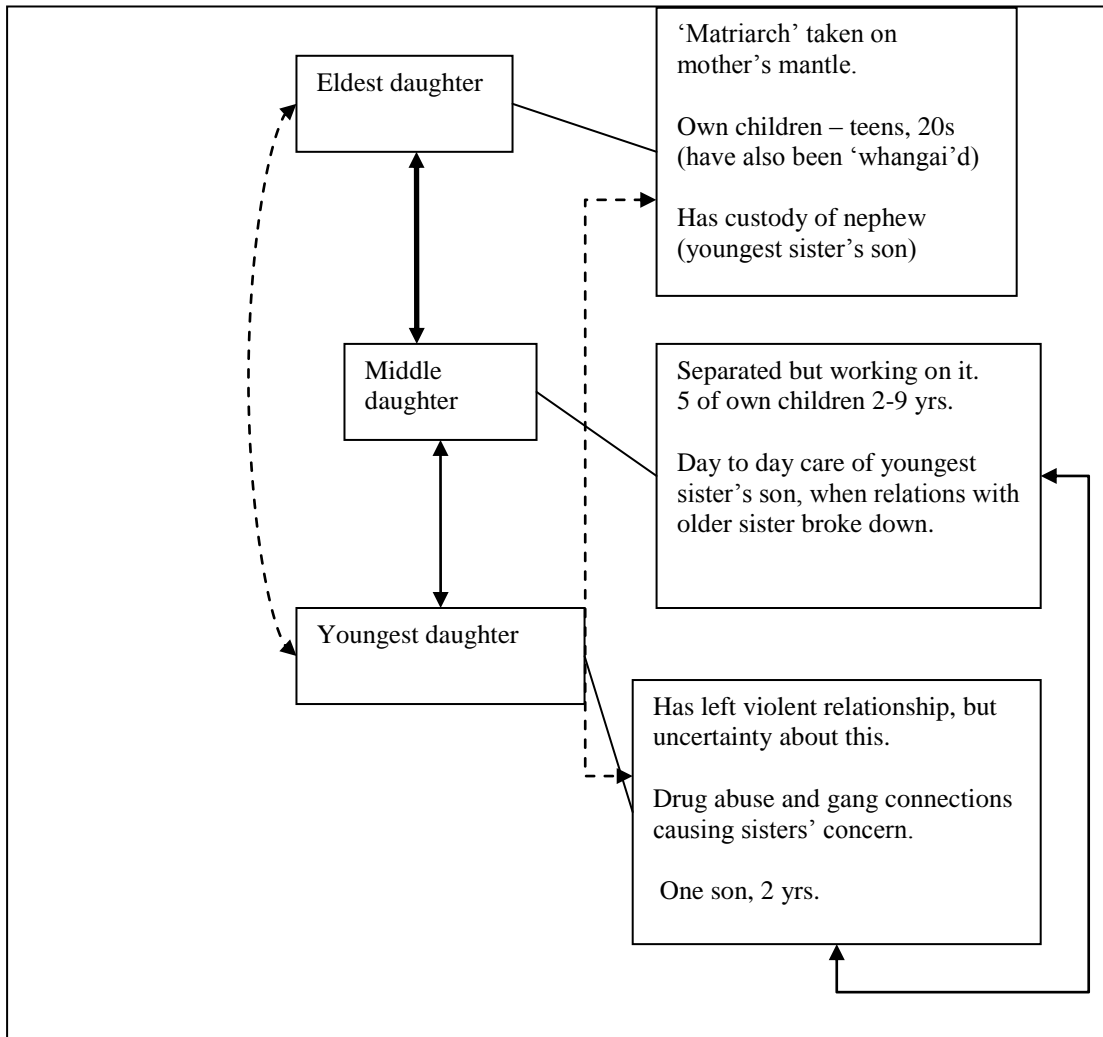 Eldest daughter
‘Matriarch’ taken on
mother’s mantle.
Own children – teens, 20s
(have also been ‘whangai’d)
Has custody of nephew
(youngest sister’s son)
Middle
daughter
Separated but working on it.
5 of own children 2-9 yrs.
Day to day care of youngest
sister’s son, when relations with
older sister broke down.
Youngest daughter
Has left violent relationship, but
uncertainty about this.
Drug abuse and gang connections
causing sisters’ concern.
One son, 2 yrs.